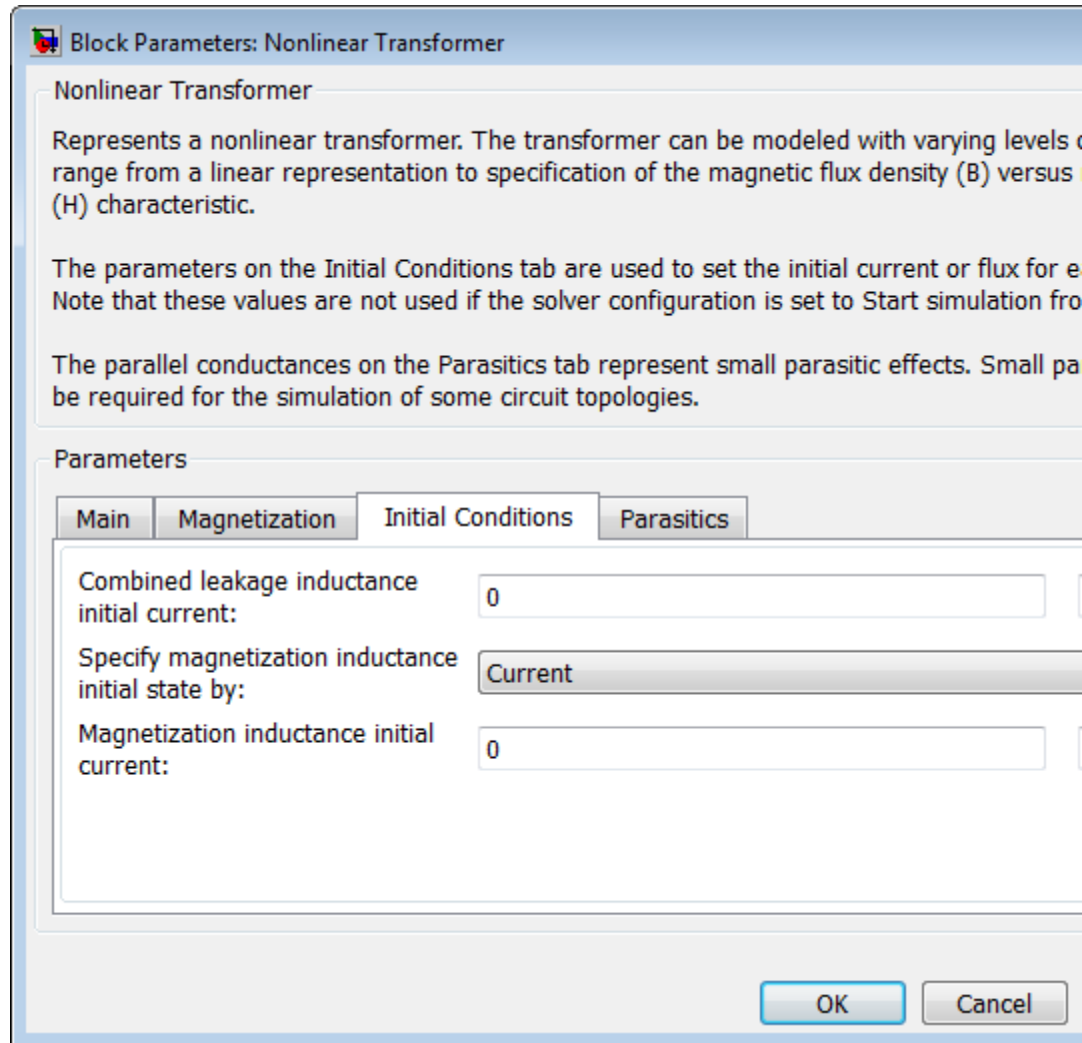 Block Parameters: Nonlinear Transformer
Nonlinear Transformer
Represents a nonlinear transformer. The transformer can be modeled with varying levels
range from a linear representation to specification of the magnetic flux density (B) versus
(H) characteristic.
The parameters on the Initial Conditions tab are used to set the initial current or flux for
Note that these values are not used if the solver configuration is set to Start simulation
The parallel conductances on the Parasitics tab represent small parasitic effects. Small
be required for the simulation of some circuit topologies.
Parameters
Main Magnetization Initial Conditions Parasitics
Combined leakage inductance
initial current:
0
Specify magnetization inductance
initial state by:
Current
Magnetization inductance initial
current:
0
OK Cancel